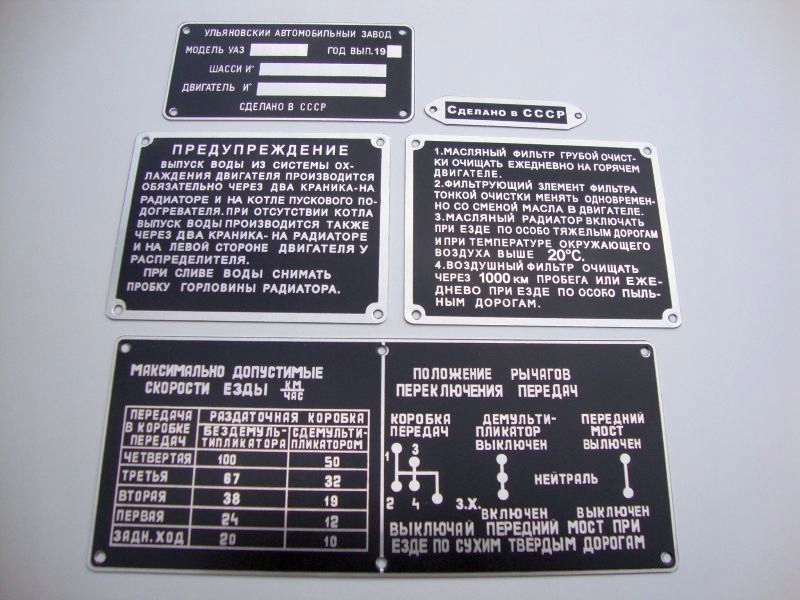 УЛЬЯНОВСКИЙ АВТОМОБИЛЬНЫЙ ЗАВОД
МОДЕЛЬ УАЗ ГОД ВЫП.19
ШАССИ №
ДВИГАТЕЛЬ №
СДЕЛАНО В СССР
СДЕЛАНО В СССР
ПРЕДУПРЕЖДЕНИЕ
ВЫПУСК ВОДЫ ИЗ СИСТЕМЫ ОХ-
ЛАЖДЕНИЯ ДВИГАТЕЛЯ ПРОИЗВОДИТСЯ
ОБЯЗАТЕЛЬНО ЧЕРЕЗ ДВА КРАНИКА-НА
РАДИАТОРЕ И НА КОТЛЕ ПУСКОВОГО ПО-
ДОГРЕВАТЕЛЯ. ПРИ ОТСУТСТВИИ КОТЛА
ВЫПУСК ВОДЫ ПРОИЗВОДИТСЯ ТАКЖЕ
ЧЕРЕЗ ДВА КРАНИКА- НА РАДИАТОРЕ
И НА ЛЕВОЙ СТОРОНЕ ДВИГАТЕЛЯ У
РАСПРЕДЕЛИТЕЛЯ.
ПРИ СЛИВЕ ВОДЫ СНИМАТЬ
ПРОБКУ ГОРЛОВИНЫ РАДИАТОРА.
1.МАСЛЯНЫЙ ФИЛЬТР ГРУБОЙ ОЧИСТ-
КИ ОЧИЩАТЬ ЕЖЕДНЕВНО НА ГОРЯЧЕМ
ДВИГАТЕЛЕ.
2.ФИЛЬТРУЮЩИЙ ЭЛЕМЕНТ ФИЛЬТРА
ТОНКОЙ ОЧИСТКИ МЕНЯТЬ ОДНОВРЕМЕН-
НО СО СМЕНОЙ МАСЛА В ДВИГАТЕЛЕ.
3.МАСЛЯНЫЙ РАДИАТОР ВКЛЮЧАТЬ
ПРИ ЕЗДЕ ПО ОСОБО ТЯЖЕЛЫМ ДОРОГАМ
И ПРИ ТЕМПЕРАТУРЕ ОКРУЖАЮЩЕГО
ВОЗДУХА ВЫШЕ 20°С.
4.ВОЗДУШНЫЙ ФИЛЬТР ОЧИЩАТЬ
ЧЕРЕЗ 1000 КМ ПРОБЕГА ИЛИ ЕЖЕ-
ДНЕВНО ПРИ ЕЗДЕ ПО ОСОБО ПЫЛЬ-
НЫМ ДОРОГАМ.
МАКСИМАЛЬНО ДОПУСТИМЫЕ
СКОРОСТИ ЕЗДЫ КМ/ЧАС
ПЕРЕДАЧА РАЗДАТОЧНАЯ КОРОБКА
В КОРОБКЕ БЕЗДЕМУЛЬ- СДЕМУЛЬТИ-
ПЕРЕДАЧ ТИПЛИКАТОРА ПЛИКАТОРОМ
ЧЕТВЕРТАЯ 100 50
ТРЕТЬЯ 67 32
ВТОРАЯ 38 19
ПЕРВАЯ 24 12
ЗАДН. ХОД 20 10
ПОЛОЖЕНИЕ РЫЧАГОВ
ПЕРЕКЛЮЧЕНИЯ ПЕРЕДАЧ
КОРОБКА ДЕМУЛЬТИ- ПЕРЕДНИЙ
ПЕРЕДАЧ ПЛИКАТОР МОСТ
ВЫКЛЮЧЕН ВЫЛЮЧЕН
1 3
НЕЙТРАЛЬ
2 4 З.Х.
ВКЛЮЧЕН ВЫКЛЮЧЕН
ВЫКЛЮЧАЙ ПЕРЕДНИЙ МОСТ ПРИ
ЕЗДЕ ПО СУХИМ ТВЕРДЫМ ДОРОГАМ